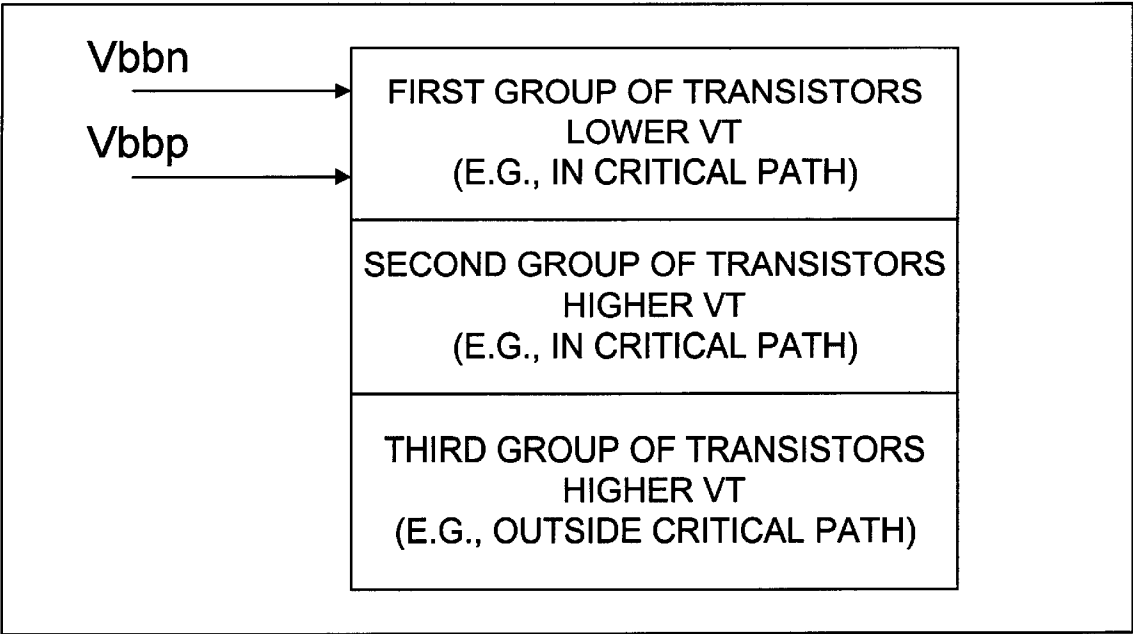 Vbbn
Vbbp
FIRST GROUP OF TRANSISTORS
LOWER VT
(E.G., IN CRITICAL PATH)
SECOND GROUP OF TRANSISTORS
HIGHER VT
(E.G., IN CRITICAL PATH)
THIRD GROUP OF TRANSISTORS
HIGHER VT
(E.G., OUTSIDE CRITICAL PATH)